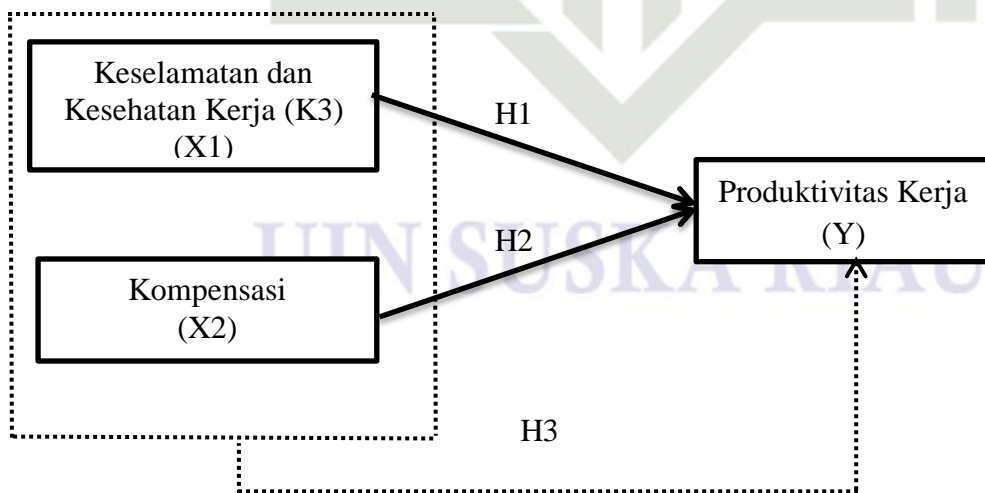 Keselamatan dan
Kesehatan Kerja (K3)
(X1)
H1
Produktivitas Kerja
(Y)
UIN SUSKA RIAU
H2
Kompensasi
(X2)
H3